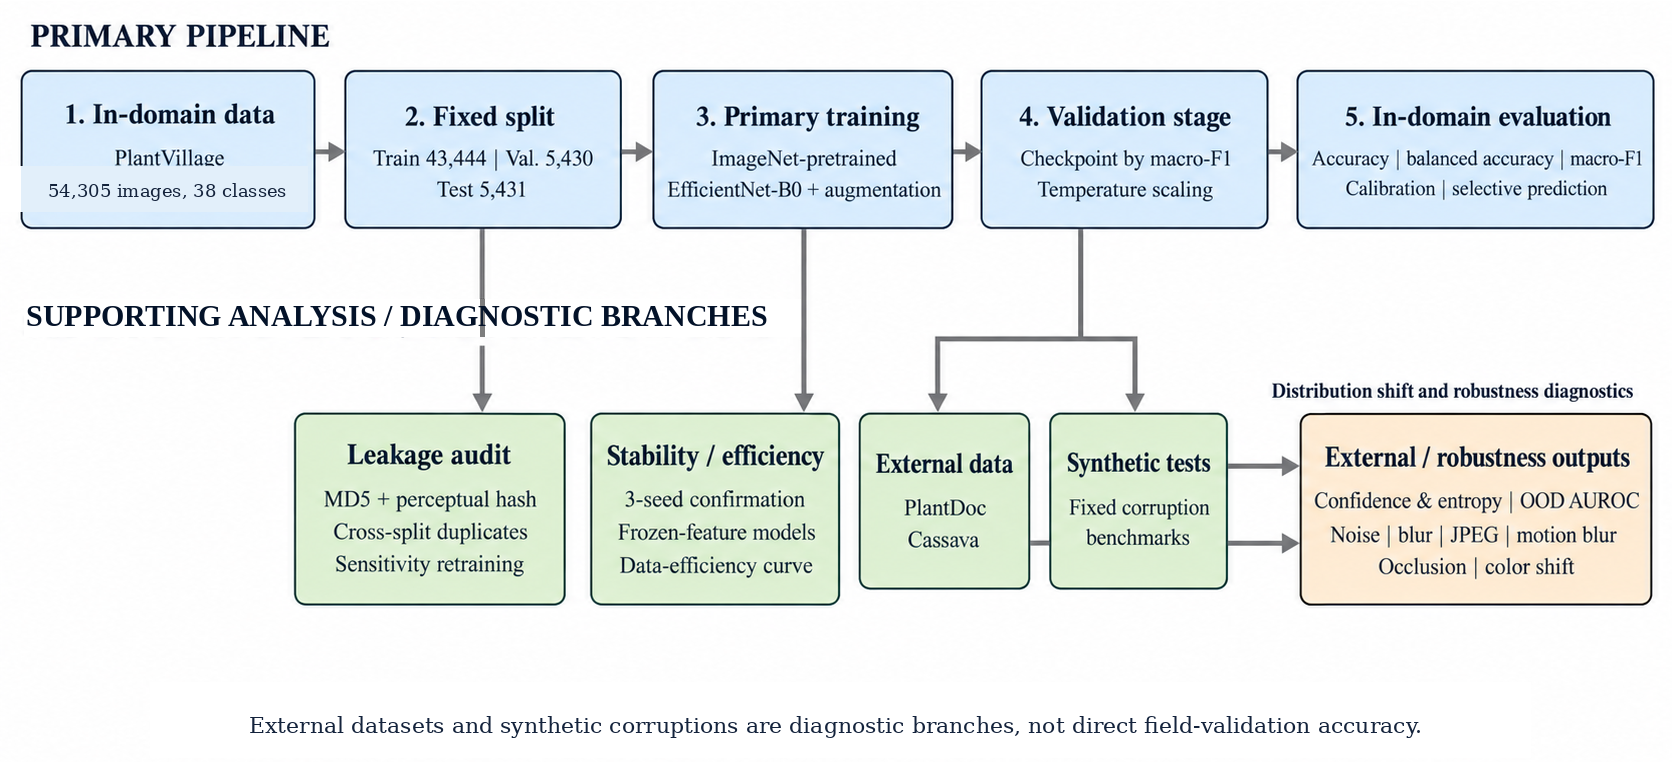 PRIMARY PIPELINE
1. In-domain data
PlantVillage
54,305 images, 38 classes
2. Fixed split
Train 43,444 | Val. 5,430
Test 5,431
3. Primary training
ImageNet-pretrained
EfficientNet-B0 + augmentation
4. Validation stage
Checkpoint by macro-F1
Temperature scaling
5. In-domain evaluation
Accuracy | balanced accuracy | macro-F1
Calibration | selective prediction
SUPPORTING ANALYSIS / DIAGNOSTIC BRANCHES
Leakage audit
MD5 + perceptual hash
Cross-split duplicates
Sensitivity retraining
Stability / efficiency
3-seed confirmation
Frozen-feature models
Data-efficiency curve
External data
PlantDoc
Cassava
Synthetic tests
Fixed corruption
benchmarks
Distribution shift and robustness diagnostics
External / robustness outputs
Confidence & entropy | OOD AUROC
Noise | blur | JPEG | motion blur
Occlusion | color shift
External datasets and synthetic corruptions are diagnostic branches, not direct field-validation accuracy.